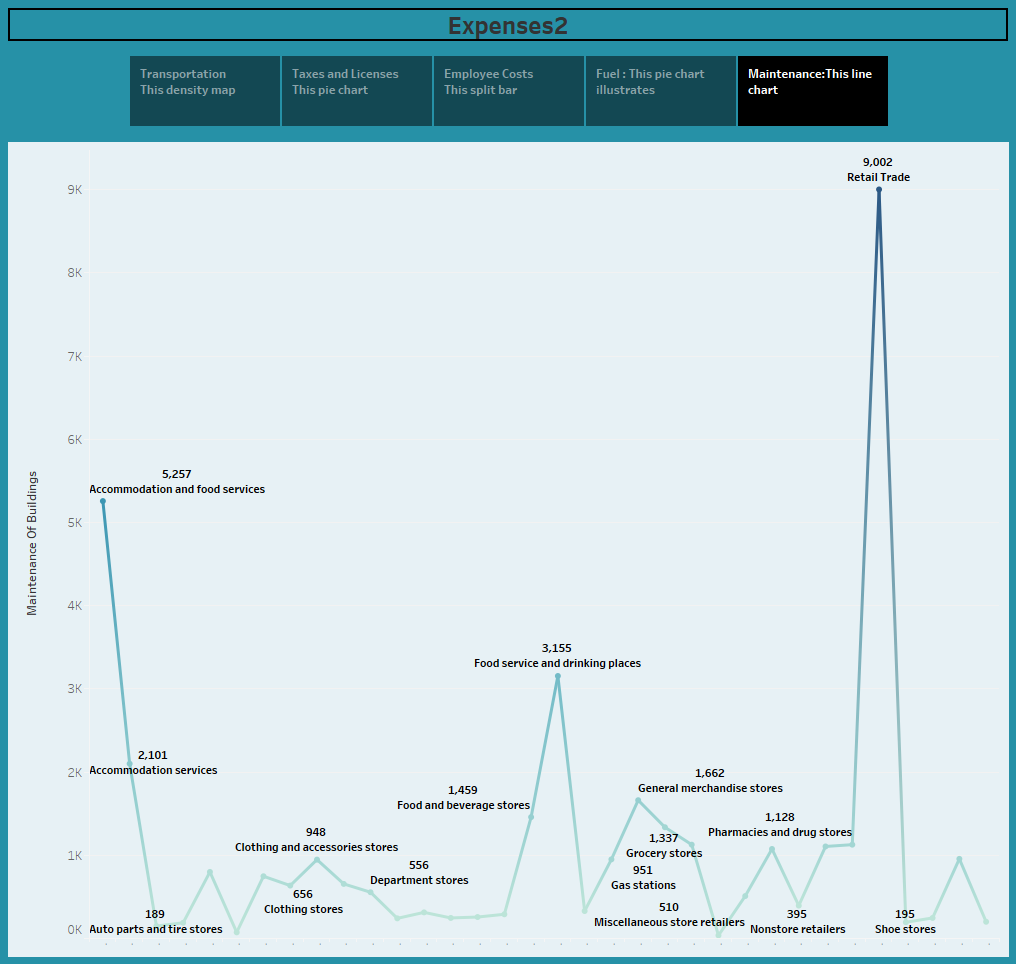 Expenses2
Transportation
This density map
Taxes and Licenses
This pie chart
Employee Costs
This split bar
Fuel : This pie chart
illustrates
Maintenance:This line
chart
9,002
Retail Trade
9K
8K
7K
6K
5,257
Accommodation and food services
5K
Maintenance Of Buildings
4K
3,155
Food service and drinking places
3K
2,101
Accommodation services
2K
1,662
General merchandise stores
1,459
Food and beverage stores
1,128
Pharmacies and drug stores
948
Clothing and accessories stores
1,337
Grocery stores
1K
556
Department stores
951
Gas stations
656
Clothing stores
510
Miscellaneous store retailers
189
Auto parts and tire stores
395
Nonstore retailers
195
Shoe stores
0K